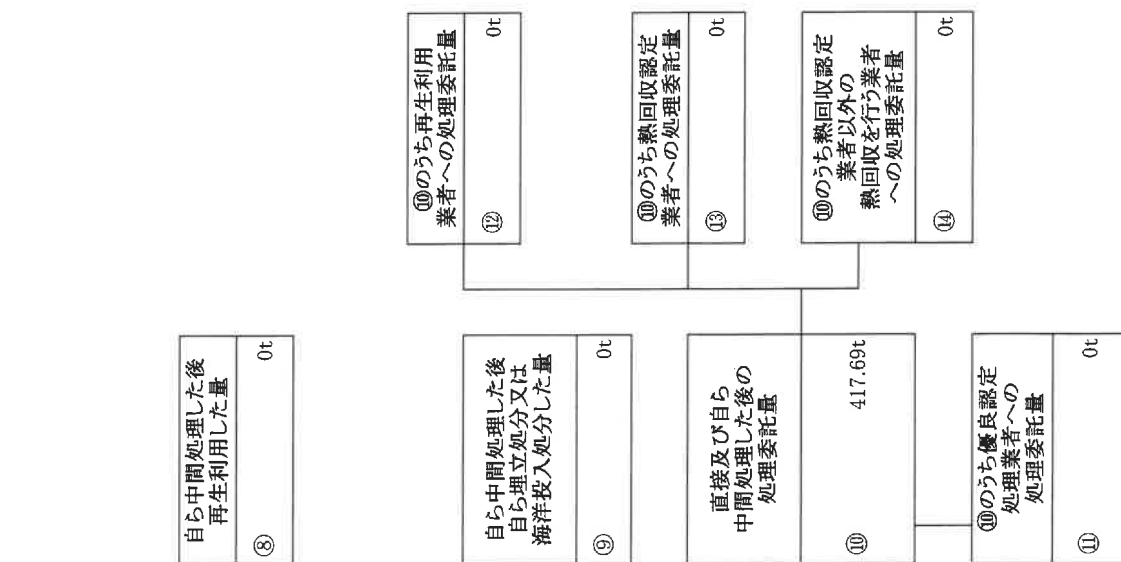 自ら中間処理した後
再生利用した量
⑧ 0t
自ら中間処理した後
自ら埋立処分又は
海洋投入処分した量
⑨ 0t
直接及び自ら
中間処理した後の
処理委託量
⑩ 417.69t
⑩のうち優良認定
処理業者への
処理委託量
⑪ 0t
⑩のうち再生利用
業者への処理委託量
⑫ 0t
⑩のうち熱回収認定
業者への処理委託量
⑬ 0t
⑩のうち熱回収認定
業者以外の
熱回収を行う業者
への処理委託量
⑭ 0t